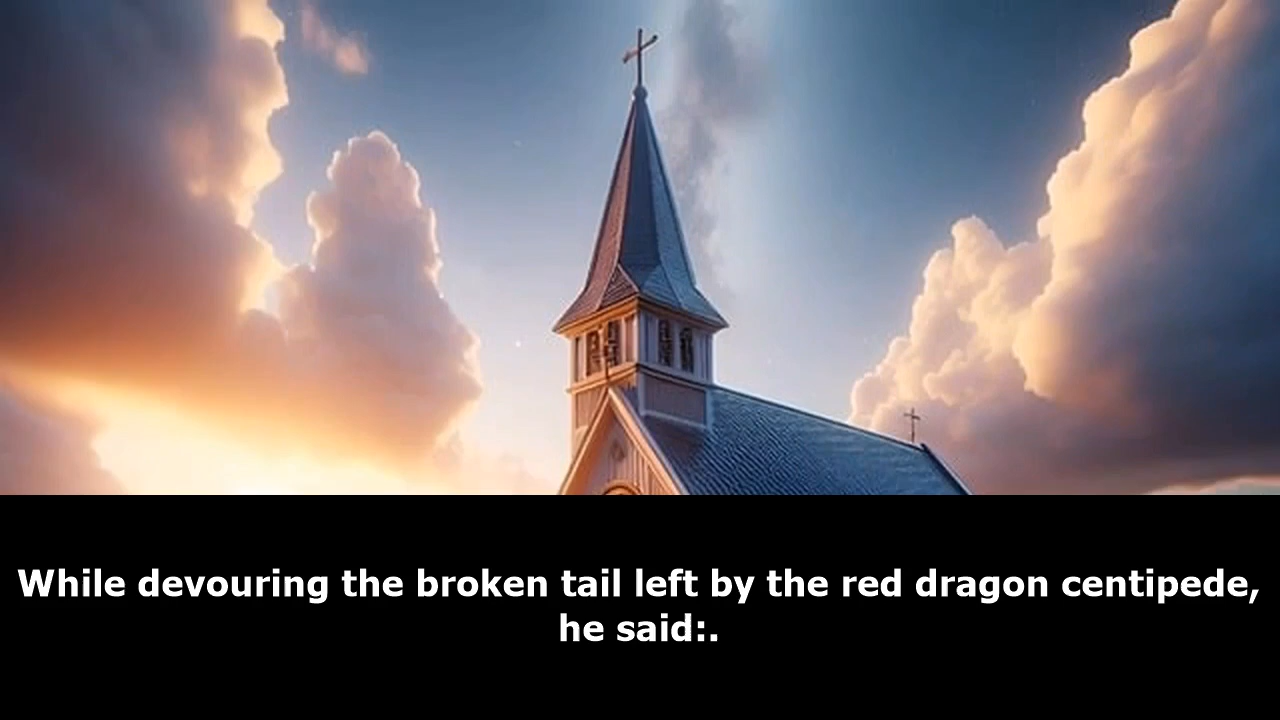 While devouring the broken tail left by the red dragon centipede,
he said:.